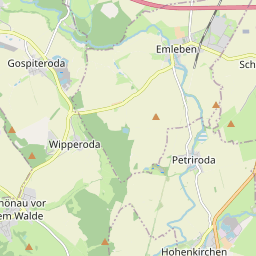 Emleben
Gospiteroda
Sch
Wipperoda
Petriroda
hönau vor
em Walde
Hohenkirchen